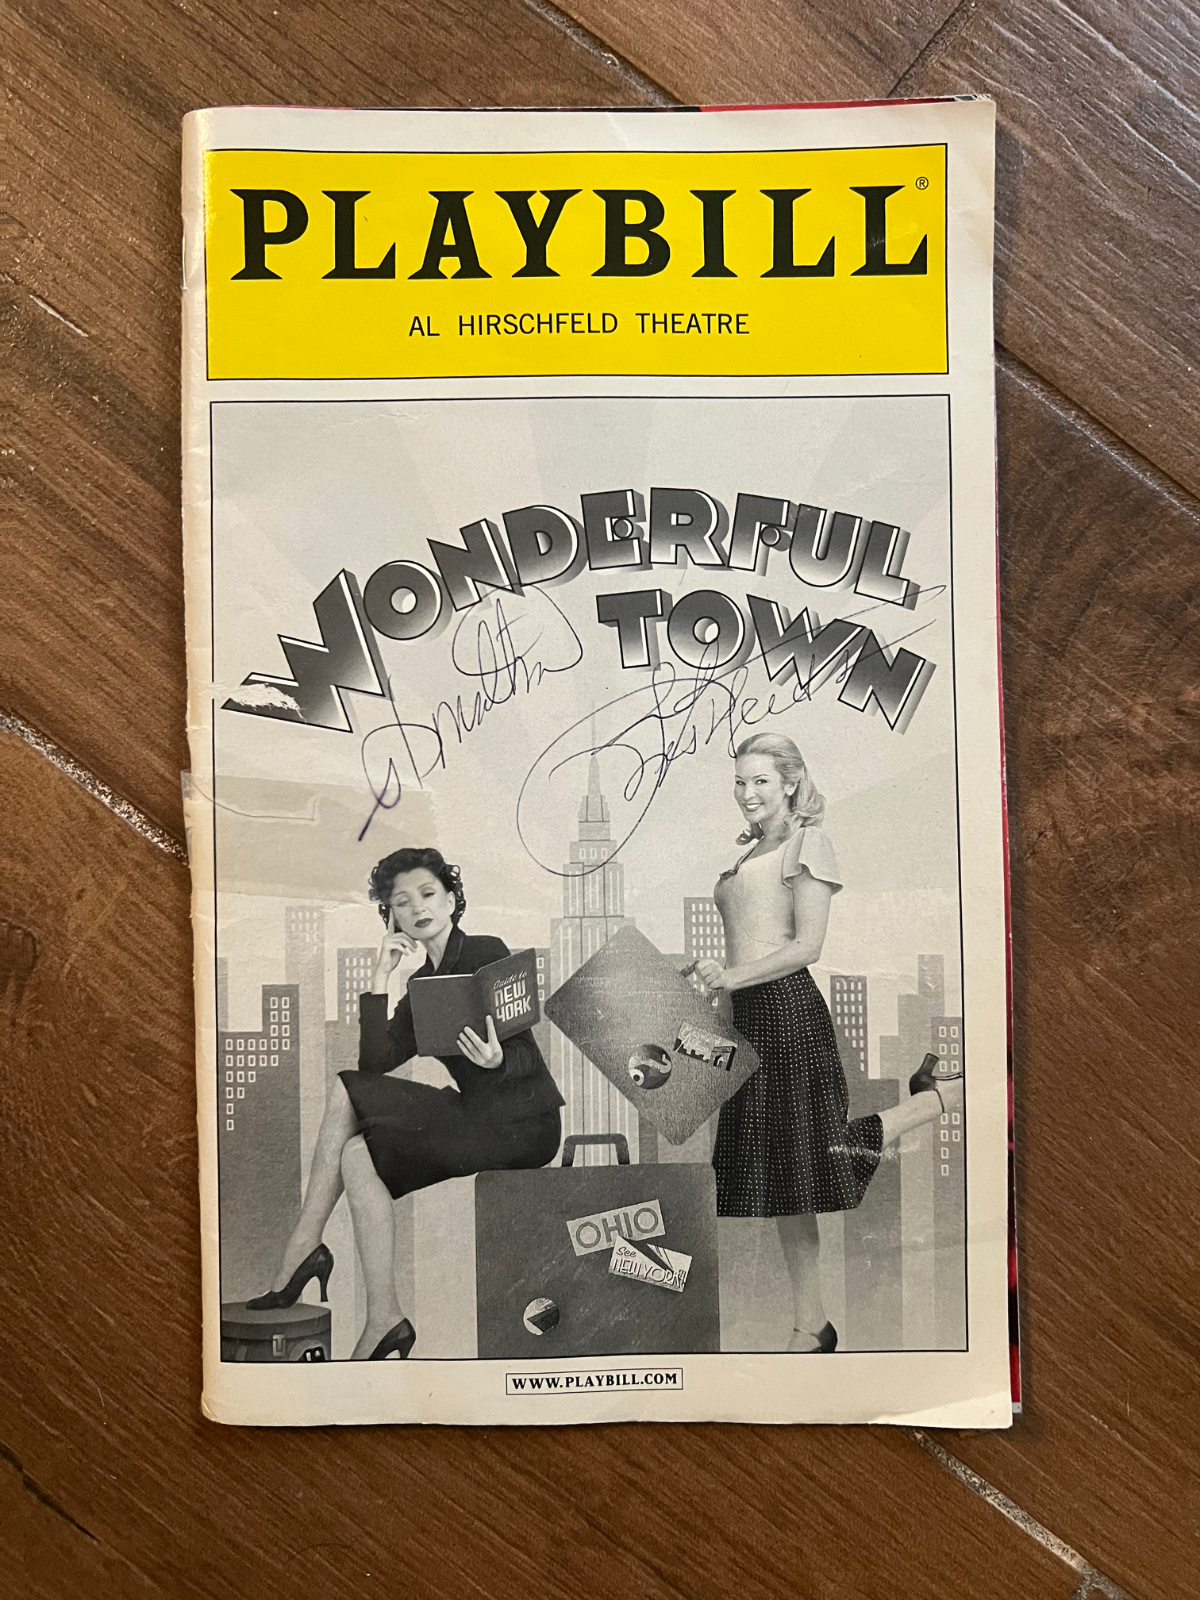 PLAYBILL®
AL HIRSCHFELD THEATRE
WONDERFUL
TOWN
Guide to
NEW
YORK
OHIO
See
NEW YORK
WWW.PLAYBILL.COM